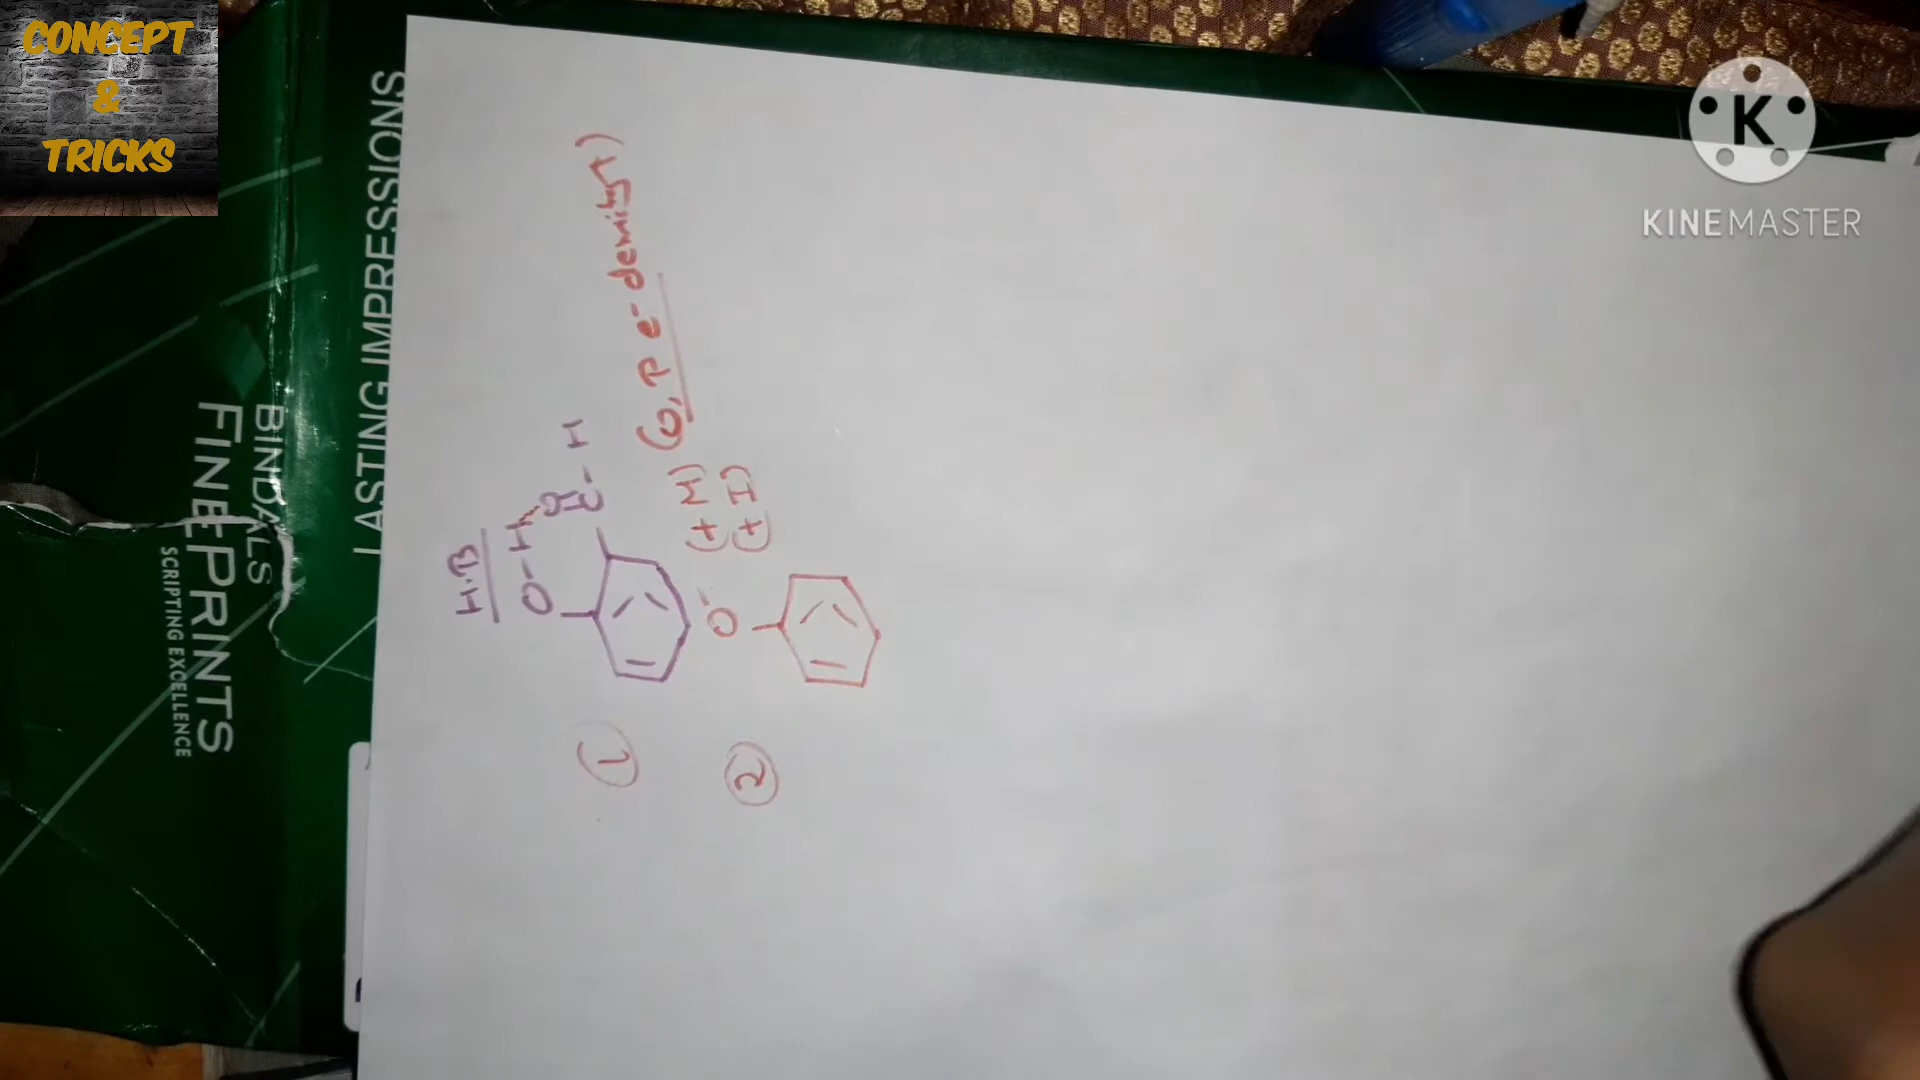 CONCEPT
&
TRICKS
KINEMASTER
LASTING IMPRESSIONS
BINDALS
FINE PRINTS
SCRIPTING EXCELLENCE
H.B
O-H
O
C-H
①
(o, p e⁻ density)
(+M)
(+I)
O⁻
②